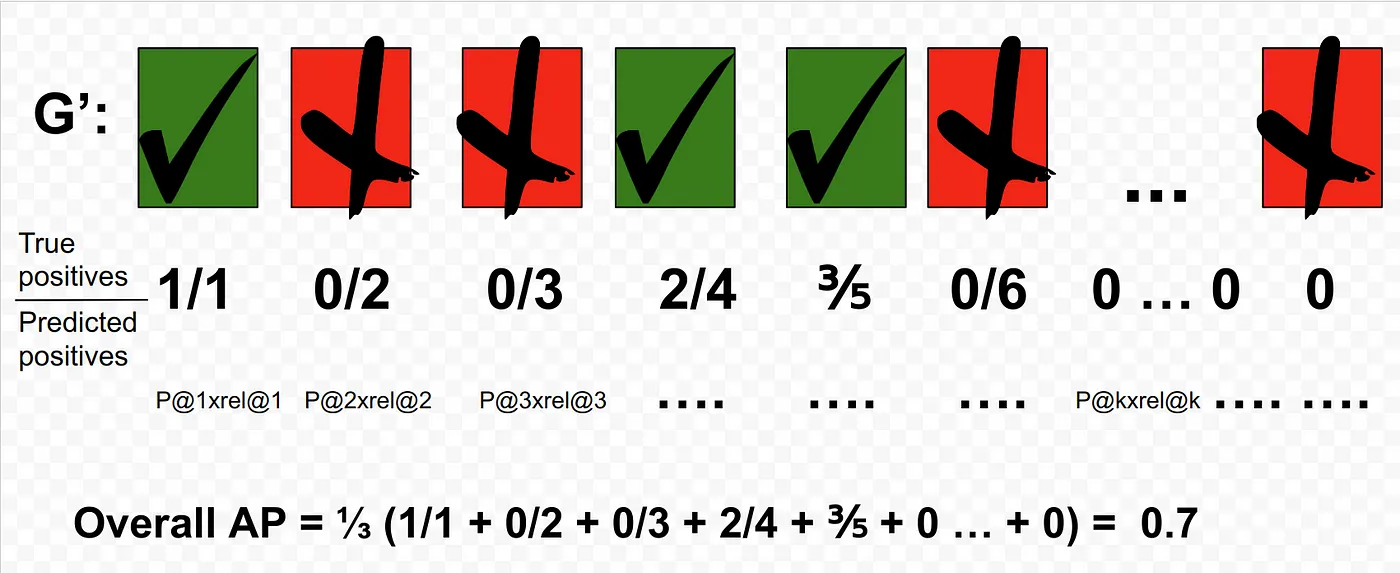 G’:
True
positives
Predicted
positives
1/1 0/2 0/3 2/4 ⅗ 0/6 0 ... 0 0
P@1xrel@1 P@2xrel@2 P@3xrel@3 .... .... .... P@kxrel@k .... ....
...
Overall AP = ⅓ (1/1 + 0/2 + 0/3 + 2/4 + ⅗ + 0 ... + 0) = 0.7